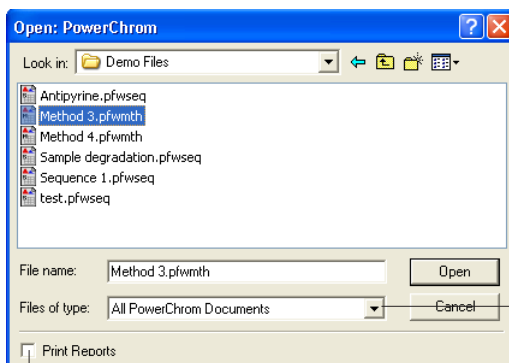 Open: PowerChrom
Look in: Demo Files
Antipyrine.pfwseq
Method 3.pfwmth
Method 4.pfwmth
Sample degradation.pfwseq
Sequence 1.pfwseq
test.pfwseq
File name: Method 3.pfwmth Open
Files of type: All PowerChrom Documents Cancel
Print Reports